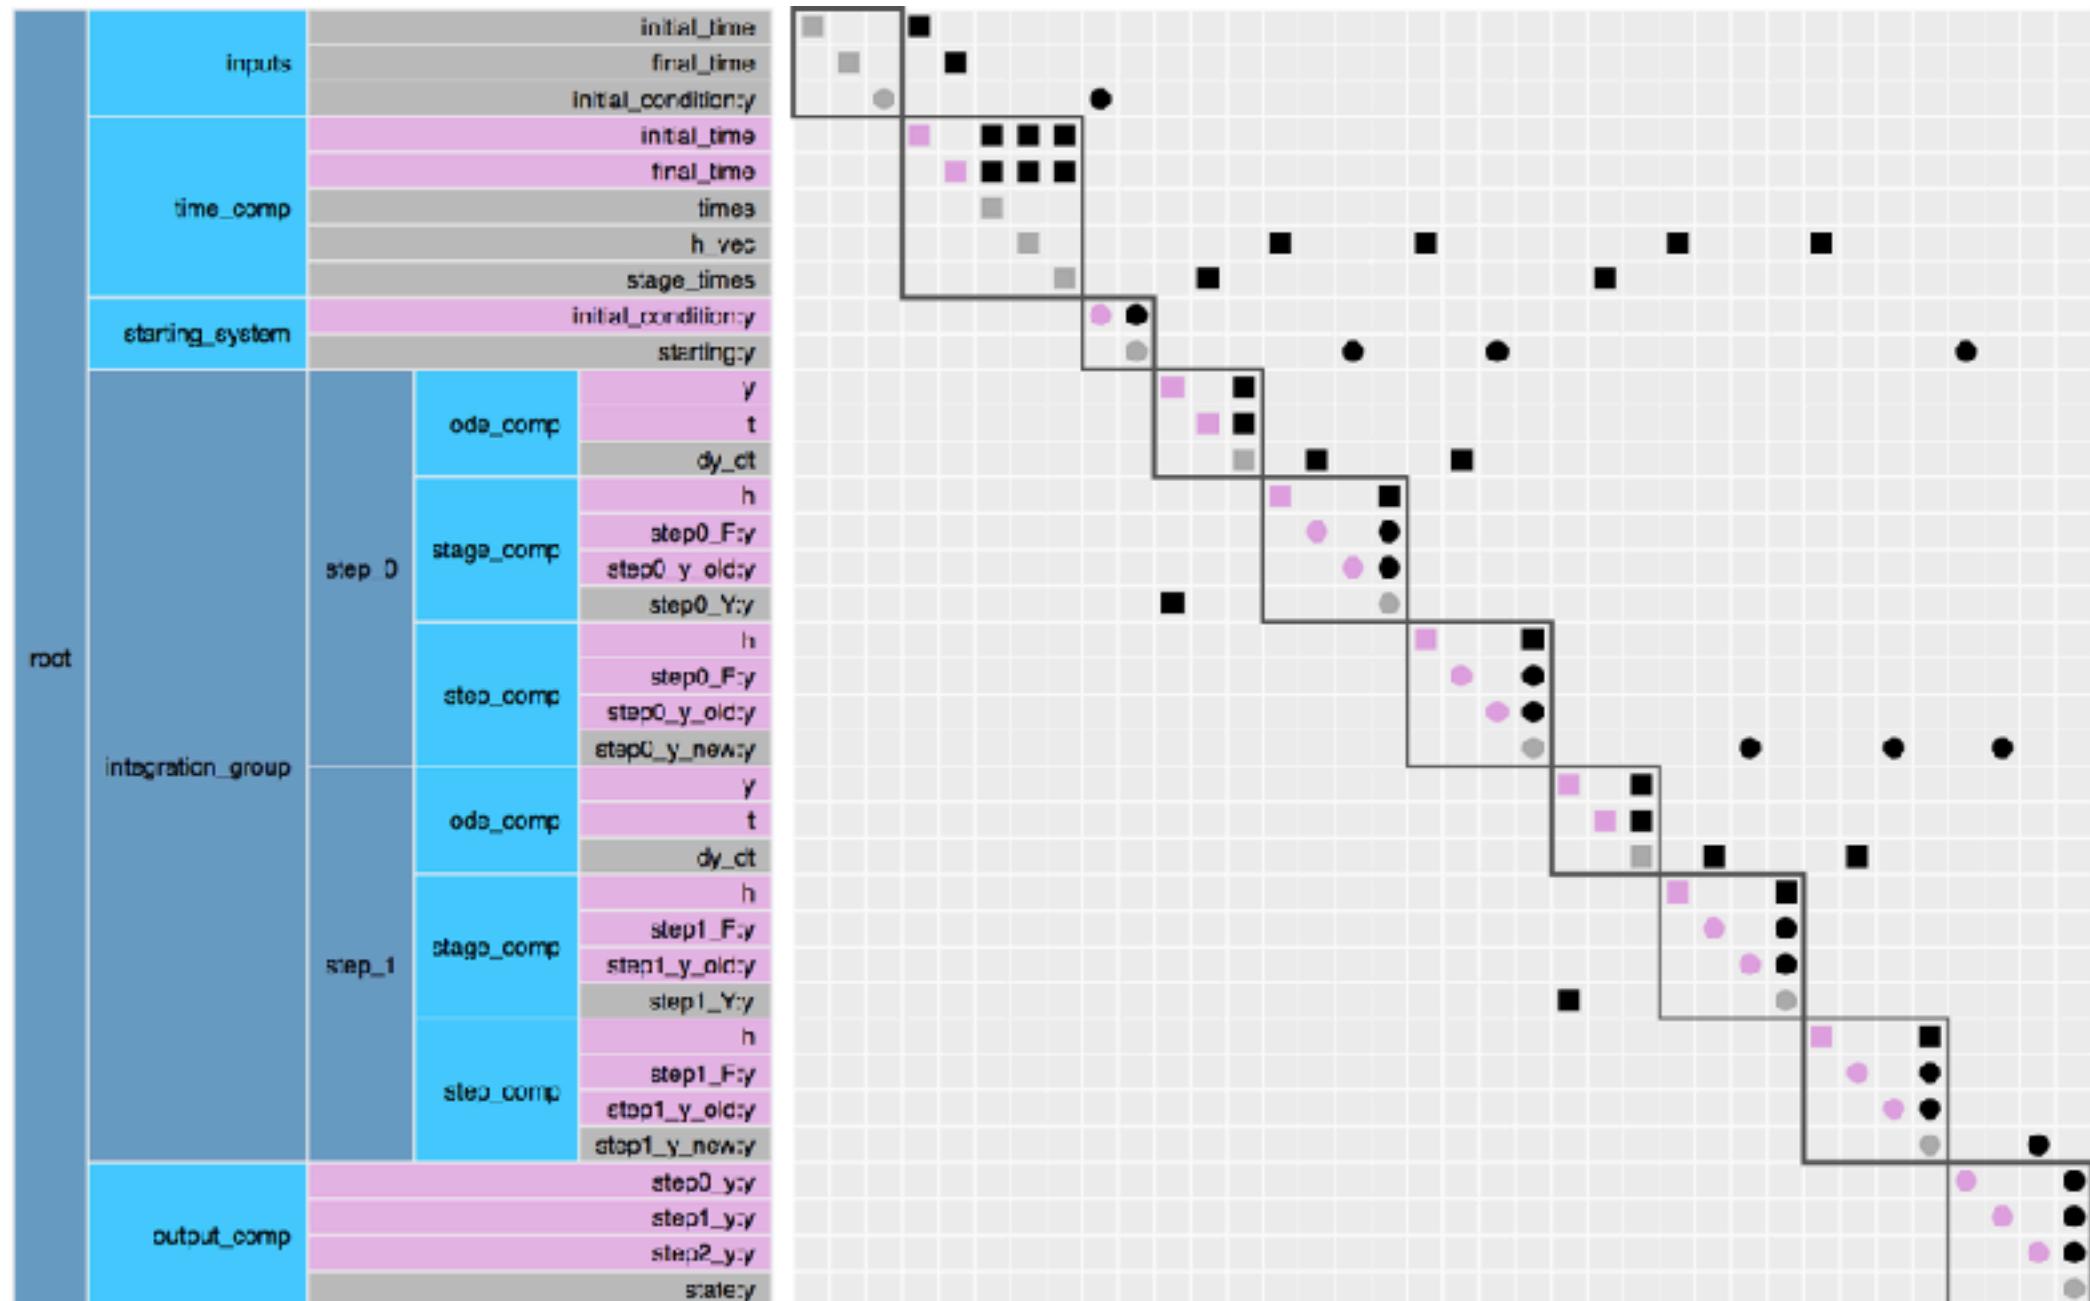 root
inputs
initial_time
final_time
initial_condition:y
time_comp
initial_time
final_time
times
h_vec
stage_times
starting_system
initial_condition:y
starting:y
integration_group
step_0
ode_comp
y
t
dy_dt
stage_comp
h
step0_F:y
step0_y_old:y
step0_Y:y
step_comp
h
step0_F:y
step0_y_old:y
step0_y_new:y
step_1
ode_comp
y
t
dy_dt
stage_comp
h
step1_F:y
step1_y_old:y
step1_Y:y
step_comp
h
step1_F:y
step1_y_old:y
step1_y_new:y
output_comp
step0_y:y
step1_y:y
step2_y:y
state:y